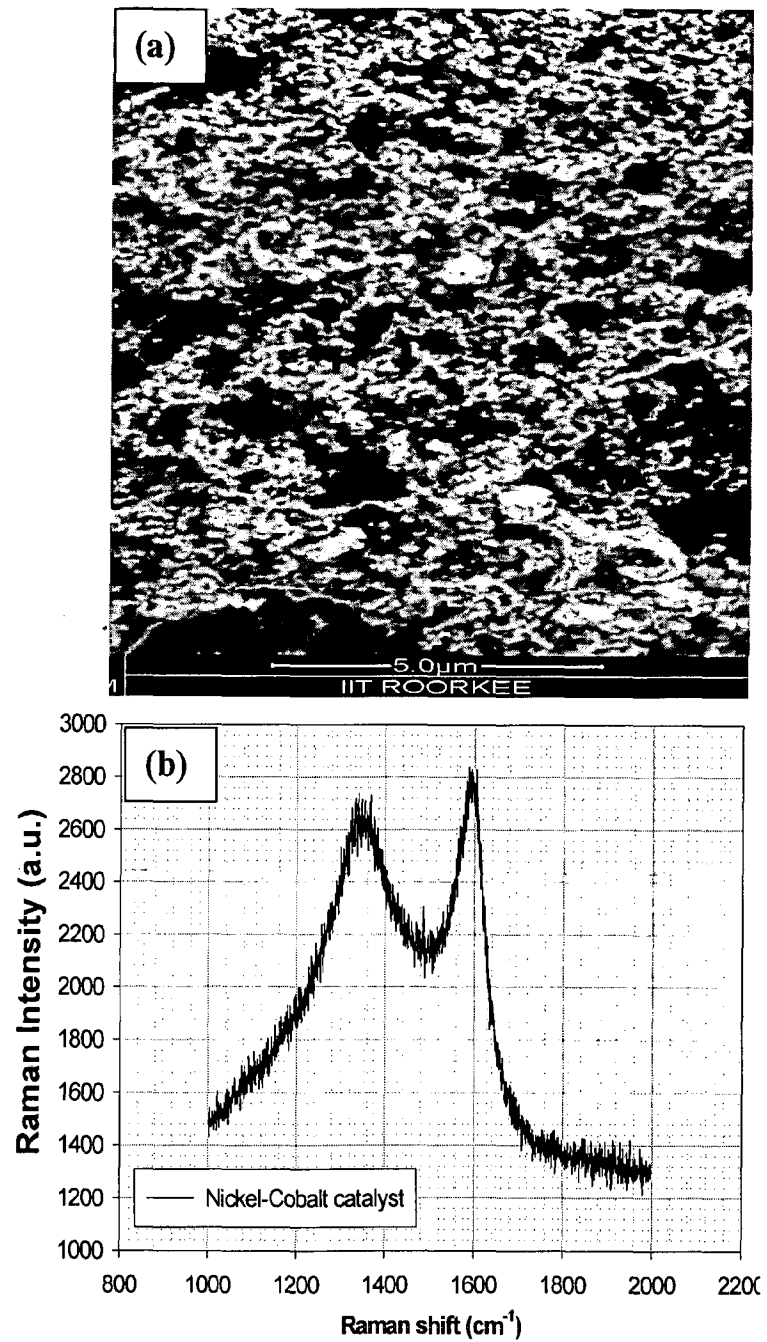 (a)
5.0µm
M
IIT ROORKEE
(b)
3000
2800
2600
2400
2200
2000
1800
1600
1400
1200
1000
Raman Intensity (a.u.)
Nickel-Cobalt catalyst
800 1000 1200 1400 1600 1800 2000 220
Raman shift (cm⁻¹)